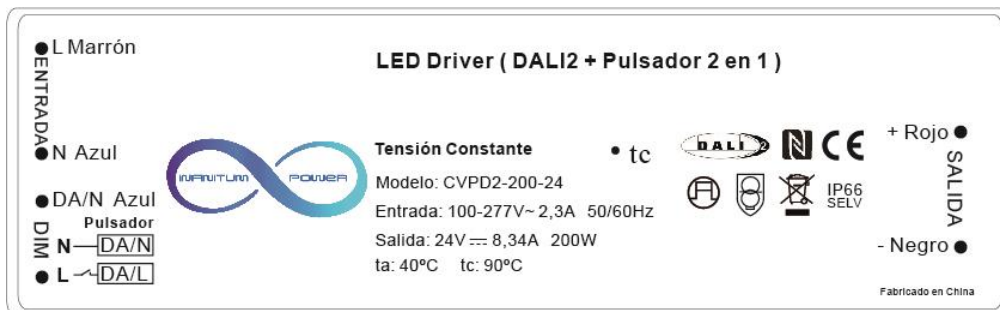 L Marrón
ENTRADA
N Azul
DA/N Azul
DIM
Pulsador
N DA/N
L DA/L
INFINITUM POWER
LED Driver ( DALI2 + Pulsador 2 en 1 )
Tensión Constante
Modelo: CVPD2-200-24
Entrada: 100-277V~ 2,3A 50/60Hz
Salida: 24V ⎓ 8,34A 200W
ta: 40ºC tc: 90ºC
• tc
DALI 2
N CE
IP66
SELV
+ Rojo
SALIDA
- Negro
Fabricado en China